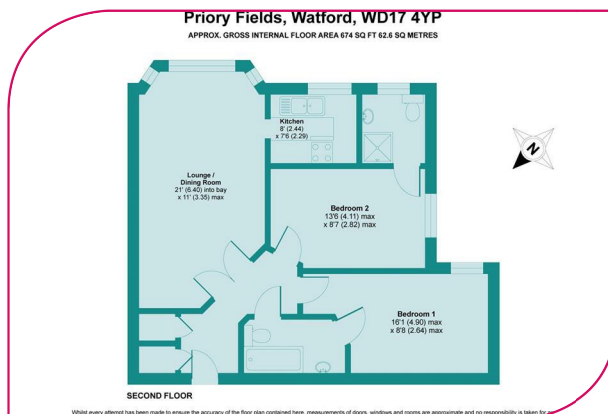 Priory Fields, Watford, WD17 4YP
APPROX. GROSS INTERNAL FLOOR AREA 674 SQ FT 62.6 SQ METRES
Kitchen
8' (2.44)
x 7'6 (2.29)
Lounge /
Dining Room
21' (6.40) into bay
x 11' (3.35) max
N
Bedroom 2
13'6 (4.11) max
x 8'7 (2.82) max
Bedroom 1
16'1 (4.90) max
x 8'8 (2.64) max
SECOND FLOOR
Whilst every attempt has been made to ensure the accuracy of the floor plan contained here, measurements of doors, windows and rooms are approximate and no responsibility is taken for